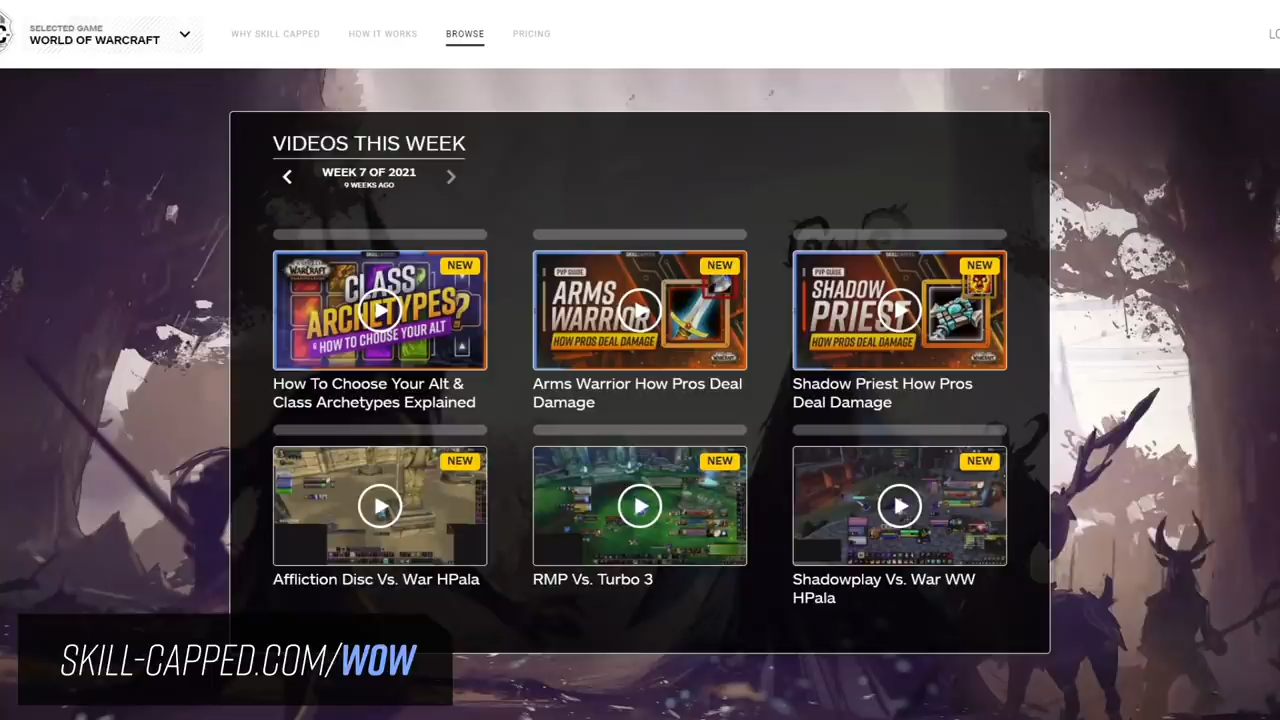 SELECTED GAME
WORLD OF WARCRAFT
WHY SKILL CAPPED
HOW IT WORKS
BROWSE
PRICING
LO
VIDEOS THIS WEEK
WEEK 7 OF 2021
9 WEEKS AGO
NEW
WARCRAFT
CLASS
ARCHETYPES?
& HOW TO CHOOSE YOUR ALT
NEW
PVP GUIDE
ARMS
WARRIOR
HOW PROS DEAL DAMAGE
NEW
PVP GUIDE
SHADOW
PRIEST
HOW PROS DEAL DAMAGE
How To Choose Your Alt &
Class Archetypes Explained
Arms Warrior How Pros Deal
Damage
Shadow Priest How Pros
Deal Damage
NEW
NEW
NEW
Affliction Disc Vs. War HPala
RMP Vs. Turbo 3
Shadowplay Vs. War WW
HPala
SKILL-CAPPED.COM/WOW